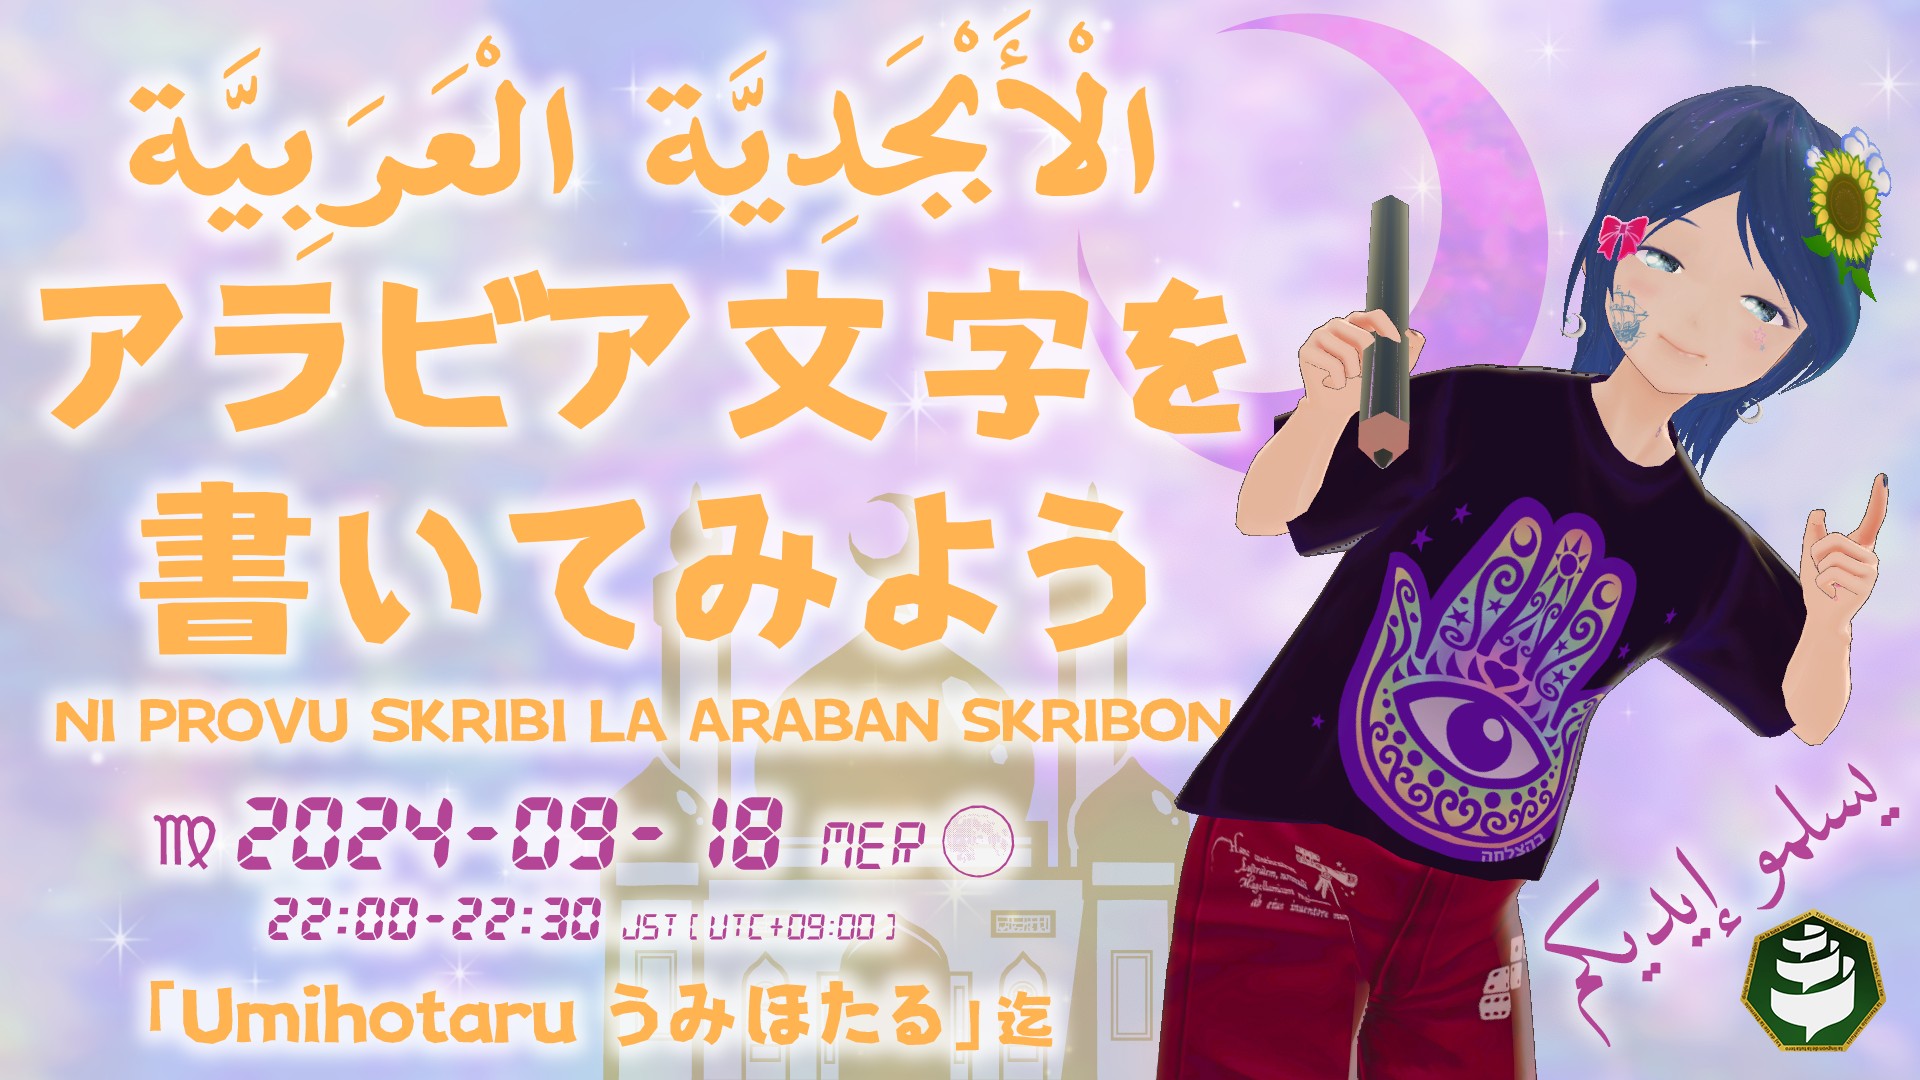 الْأَبْجَدِيَّة الْعَرَبِيَّة
アラビア文字を
書いてみよう
NI PROVU SKRIBI LA ARABAN SKRIBON
♍ 2024-09-18 MER
22:00-22:30 JST (UTC+09:00)
「Umihotaru うみほたる」迄
בהצלחה
يسلمو إيديكم